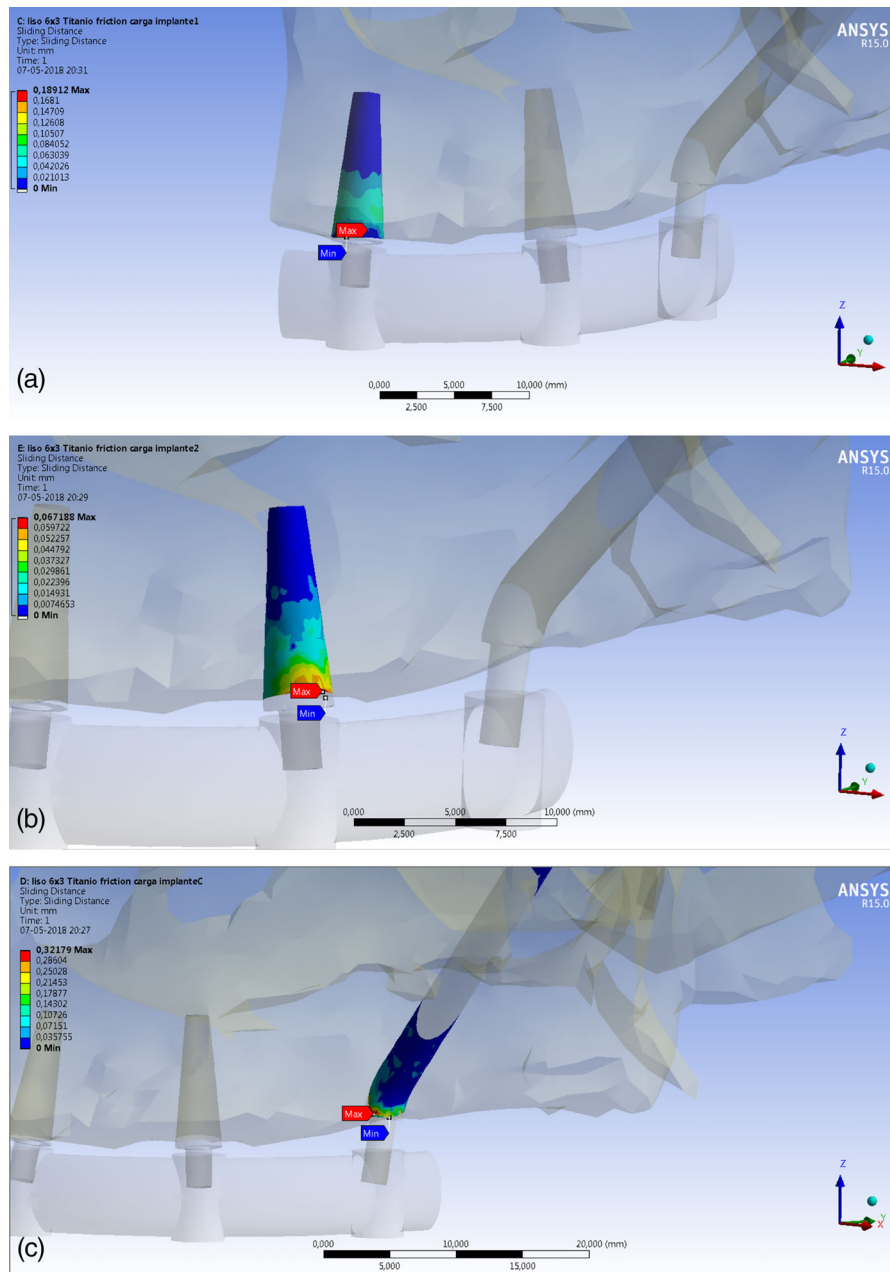 C: liso 6x3 Titanio friction carga implante1
Sliding Distance
Type: Sliding Distance
Unit: mm
Time: 1
07-05-2018 20:31
0,18912 Max
0,1681
0,14709
0,12608
0,10507
0,084052
0,063039
0,042026
0,021013
0 Min
ANSYS
R15.0
Max
Min
Z
Y
0,000 5,000 10,000 (mm)
2,500 7,500
(a)
E: liso 6x3 Titanio friction carga implante2
Sliding Distance
Type: Sliding Distance
Unit: mm
Time: 1
07-05-2018 20:29
0,067188 Max
0,059722
0,052257
0,044792
0,037327
0,029861
0,022396
0,014931
0,0074653
0 Min
ANSYS
R15.0
Max
Min
Z
Y
0,000 5,000 10,000 (mm)
2,500 7,500
(b)
D: liso 6x3 Titanio friction carga implanteC
Sliding Distance
Type: Sliding Distance
Unit: mm
Time: 1
07-05-2018 20:27
0,32179 Max
0,28604
0,25028
0,21453
0,17877
0,14302
0,10726
0,07151
0,035755
0 Min
ANSYS
R15.0
Max
Min
Z
Y
X
0,000 10,000 20,000 (mm)
5,000 15,000
(c)